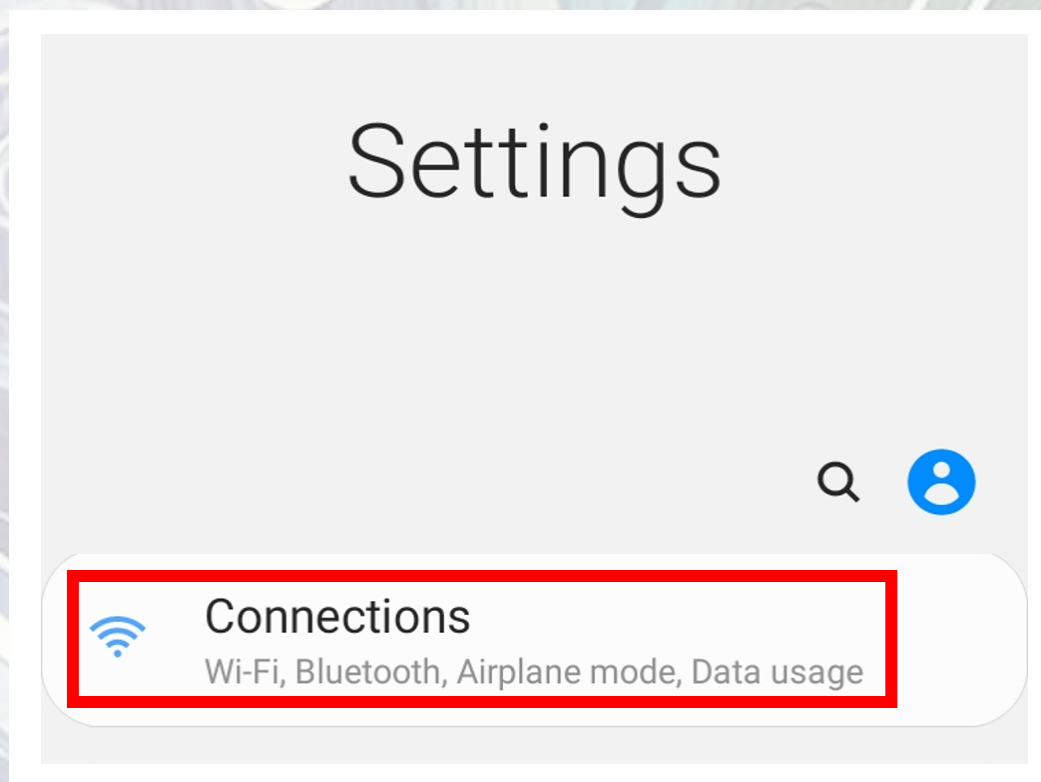 Settings
Connections
Wi-Fi, Bluetooth, Airplane mode, Data usage